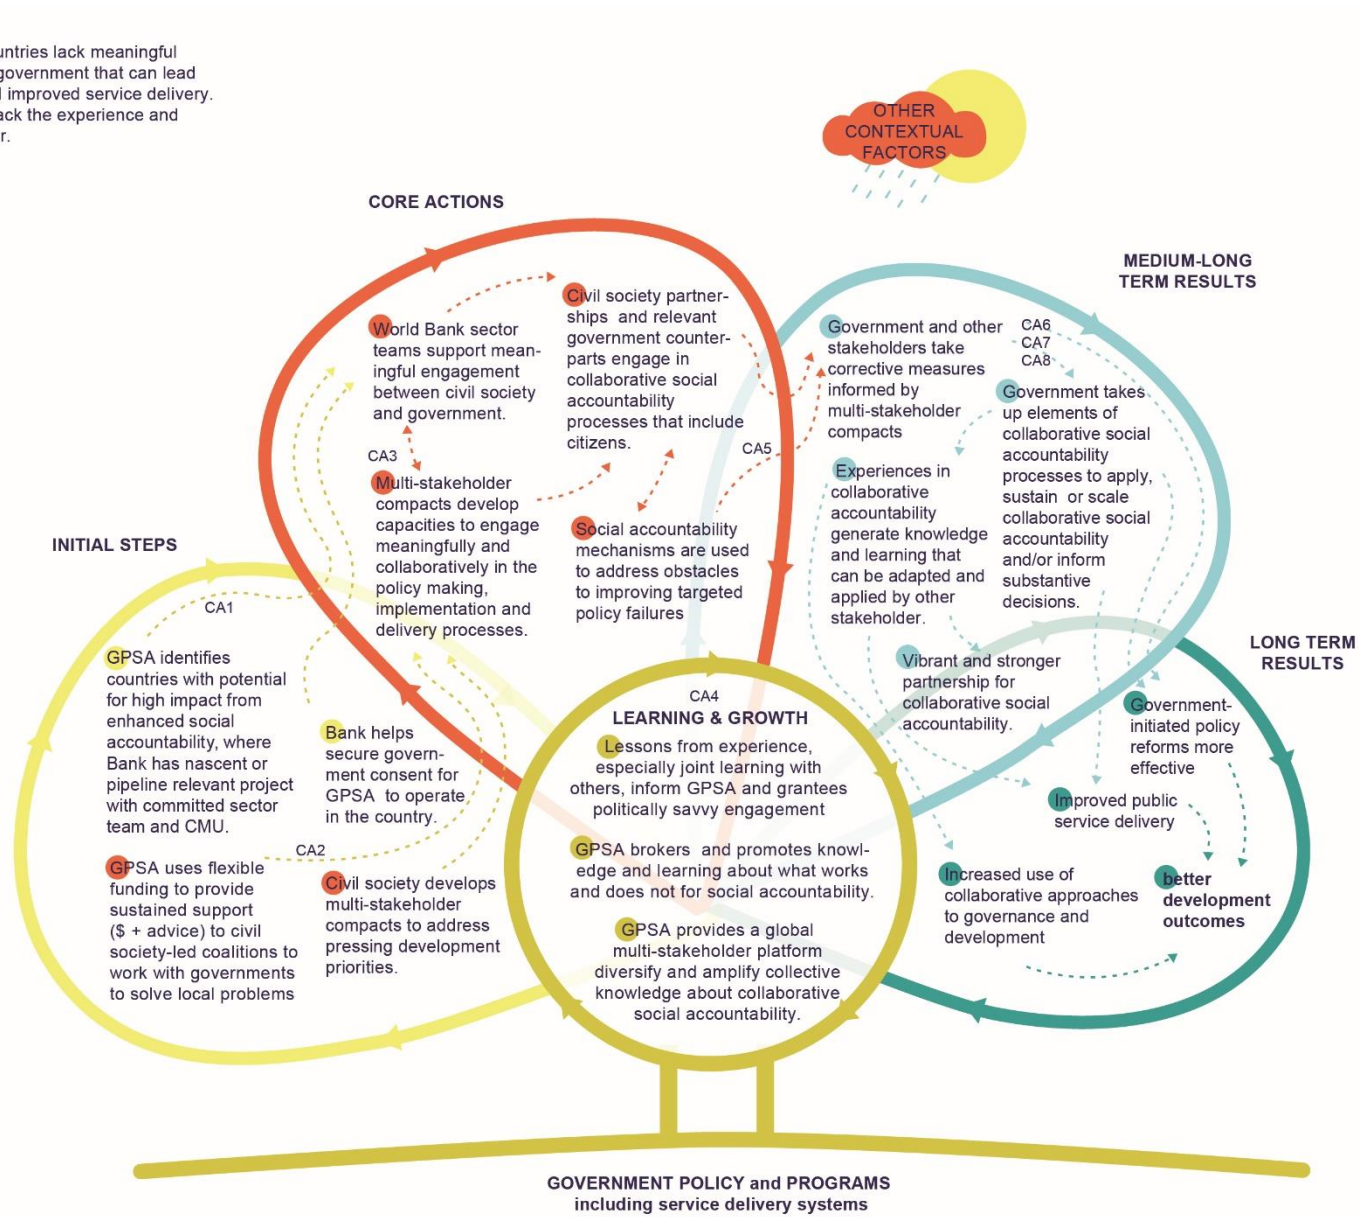 untries lack meaningful
government that can lead
improved service delivery.
ack the experience and
r.
OTHER
CONTEXTUAL
FACTORS
CORE ACTIONS
World Bank sector
teams support mean-
ingful engagement
between civil society
and government.
CA3
Multi-stakeholder
compacts develop
capacities to engage
meaningfully and
collaboratively in the
policy making,
implementation and
delivery processes.
Civil society partner-
ships and relevant
government counter-
parts engage in
collaborative social
accountability
processes that include
citizens.
CA5
Social accountability
mechanisms are used
to address obstacles
to improving targeted
policy failures
MEDIUM-LONG
TERM RESULTS
Government and other
stakeholders take
corrective measures
informed by
multi-stakeholder
compacts
CA6
CA7
CA8
Government takes
up elements of
collaborative social
accountability
processes to apply,
sustain or scale
collaborative social
accountability
and/or inform
substantive
decisions.
Experiences in
collaborative
accountability
generate knowledge
and learning that
can be adapted and
applied by other
stakeholder.
Vibrant and stronger
partnership for
collaborative social
accountability.
INITIAL STEPS
CA1
GPSA identifies
countries with potential
for high impact from
enhanced social
accountability, where
Bank has nascent or
pipeline relevant project
with committed sector
team and CMU.
Bank helps
secure govern-
ment consent for
GPSA to operate
in the country.
CA2
GPSA uses flexible
funding to provide
sustained support
($ + advice) to civil
society-led coalitions to
work with governments
to solve local problems
Civil society develops
multi-stakeholder
compacts to address
pressing development
priorities.
CA4
LEARNING & GROWTH
Lessons from experience,
especially joint learning with
others, inform GPSA and grantees
politically savvy engagement
GPSA brokers and promotes knowl-
edge and learning about what works
and does not for social accountability.
GPSA provides a global
multi-stakeholder platform
diversify and amplify collective
knowledge about collaborative
social accountability.
LONG TERM
RESULTS
Government-
initiated policy
reforms more
effective
Improved public
service delivery
Increased use of
collaborative approaches
to governance and
development
better
development
outcomes
GOVERNMENT POLICY and PROGRAMS
including service delivery systems